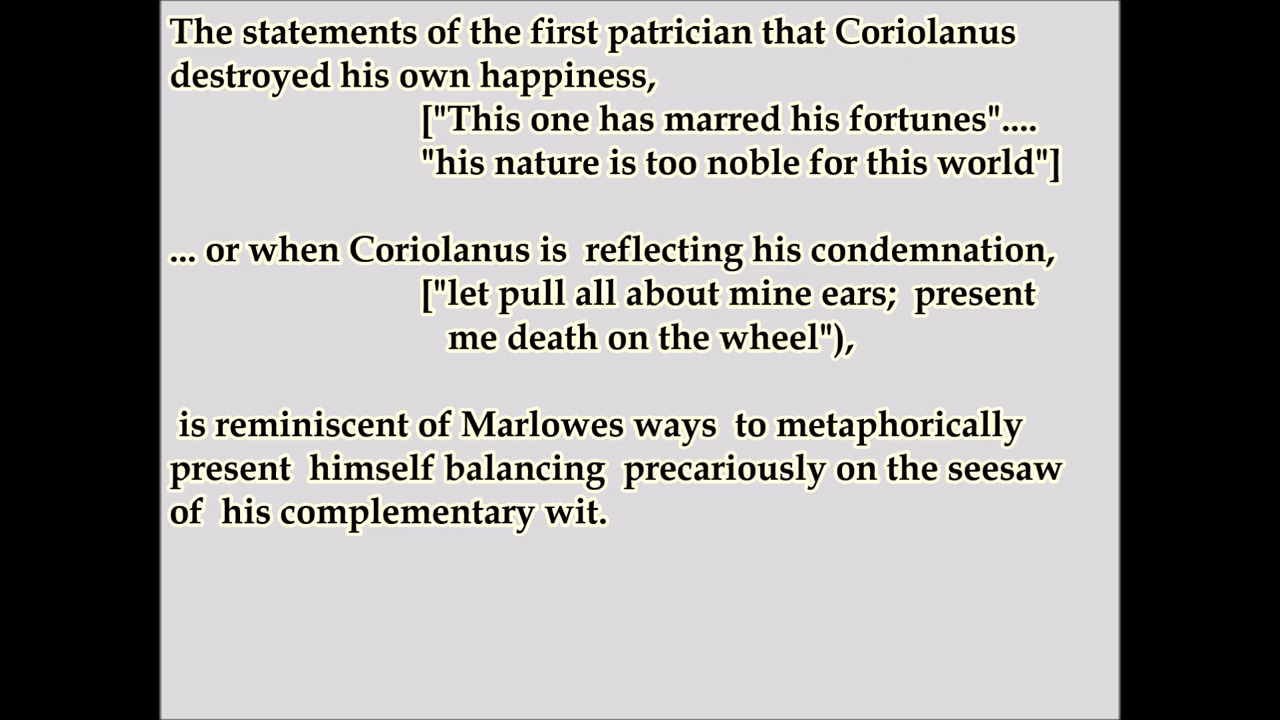 The statements of the first patrician that Coriolanus
destroyed his own happiness,
["This one has marred his fortunes"....
"his nature is too noble for this world"]
... or when Coriolanus is  reflecting his condemnation,
["let pull all about mine ears;  present
me death on the wheel"),
is reminiscent of Marlowes ways  to metaphorically
present  himself balancing  precariously on the seesaw
of  his complementary wit.